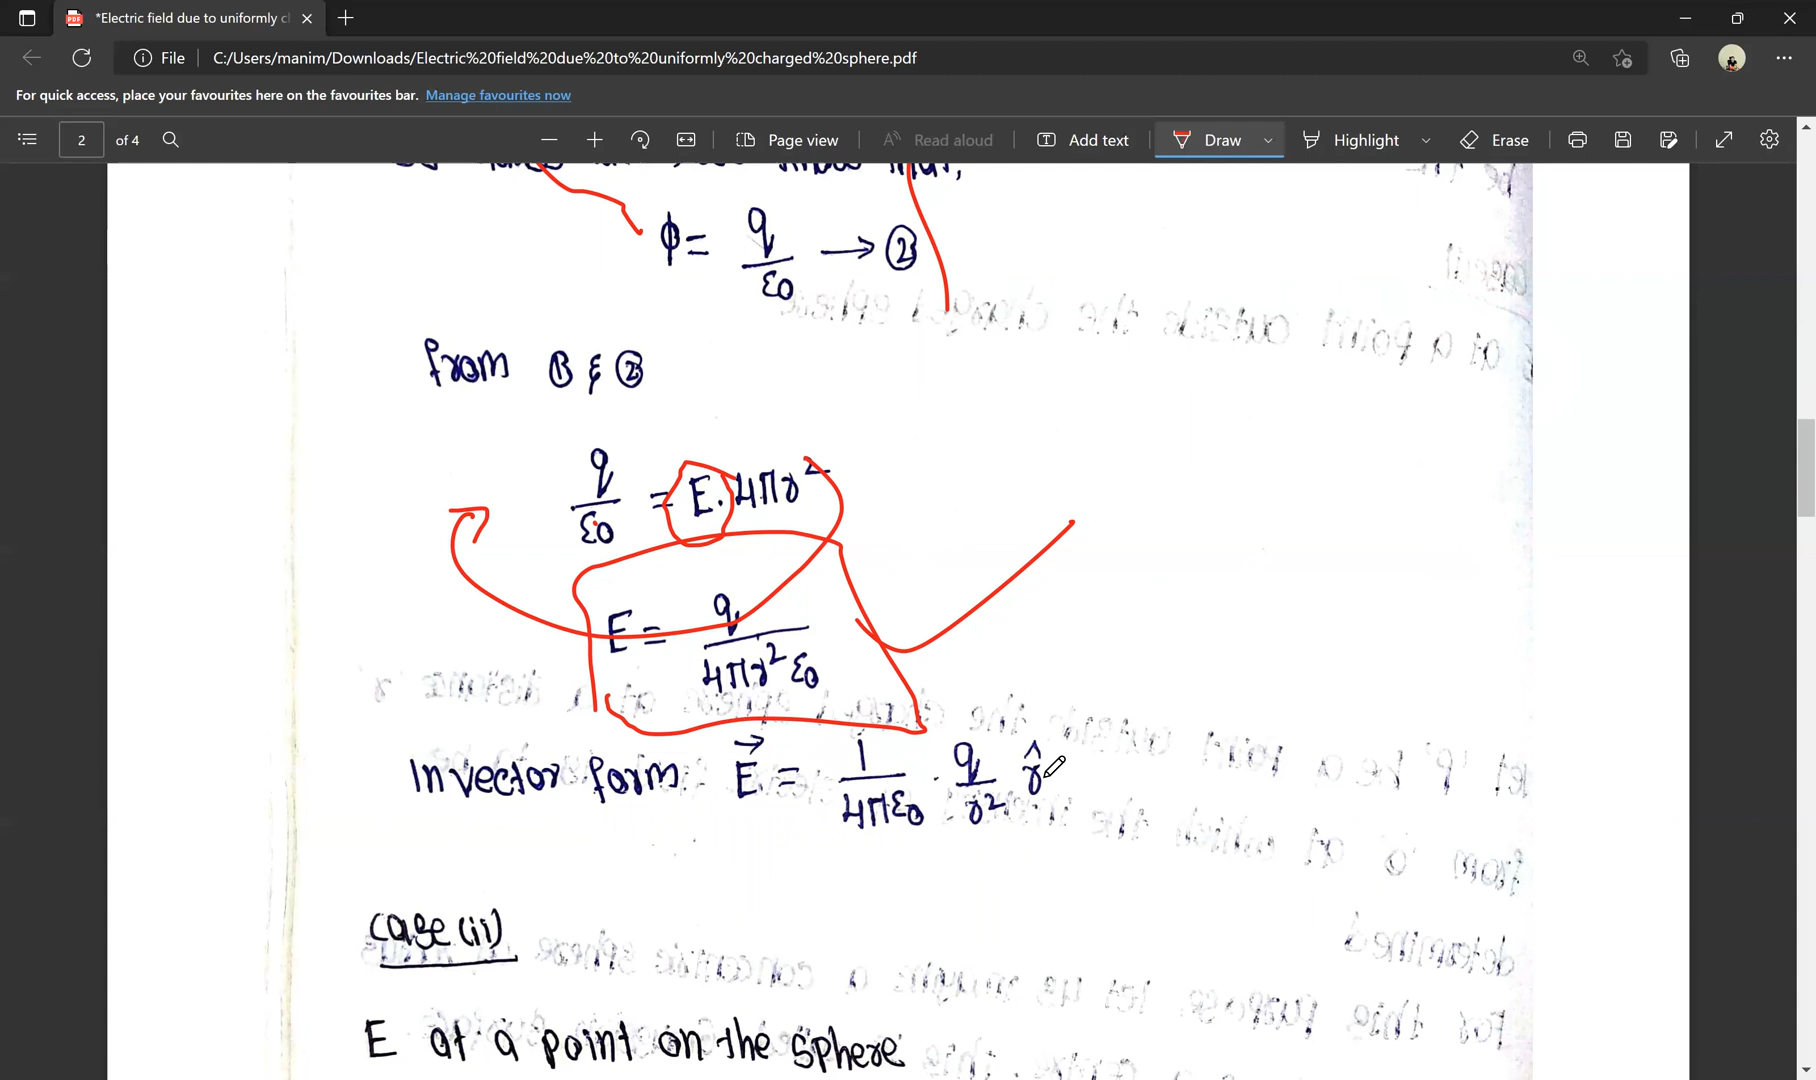 *Electric field due to uniformly c
File C:/Users/manim/Downloads/Electric%20field%20due%20to%20uniformly%20charged%20sphere.pdf
For quick access, place your favourites here on the favourites bar. Manage favourites now
2 of 4 Page view Read aloud Add text Draw Highlight Erase
ϕ = q/ε0 → ②
from ① & ②
q/ε0 = E. 4πr²
E = q/4πr²ε0
In vector form E⃗ = 1/4πε0 . q/r² r̂
case (ii)
E at a point on the sphere